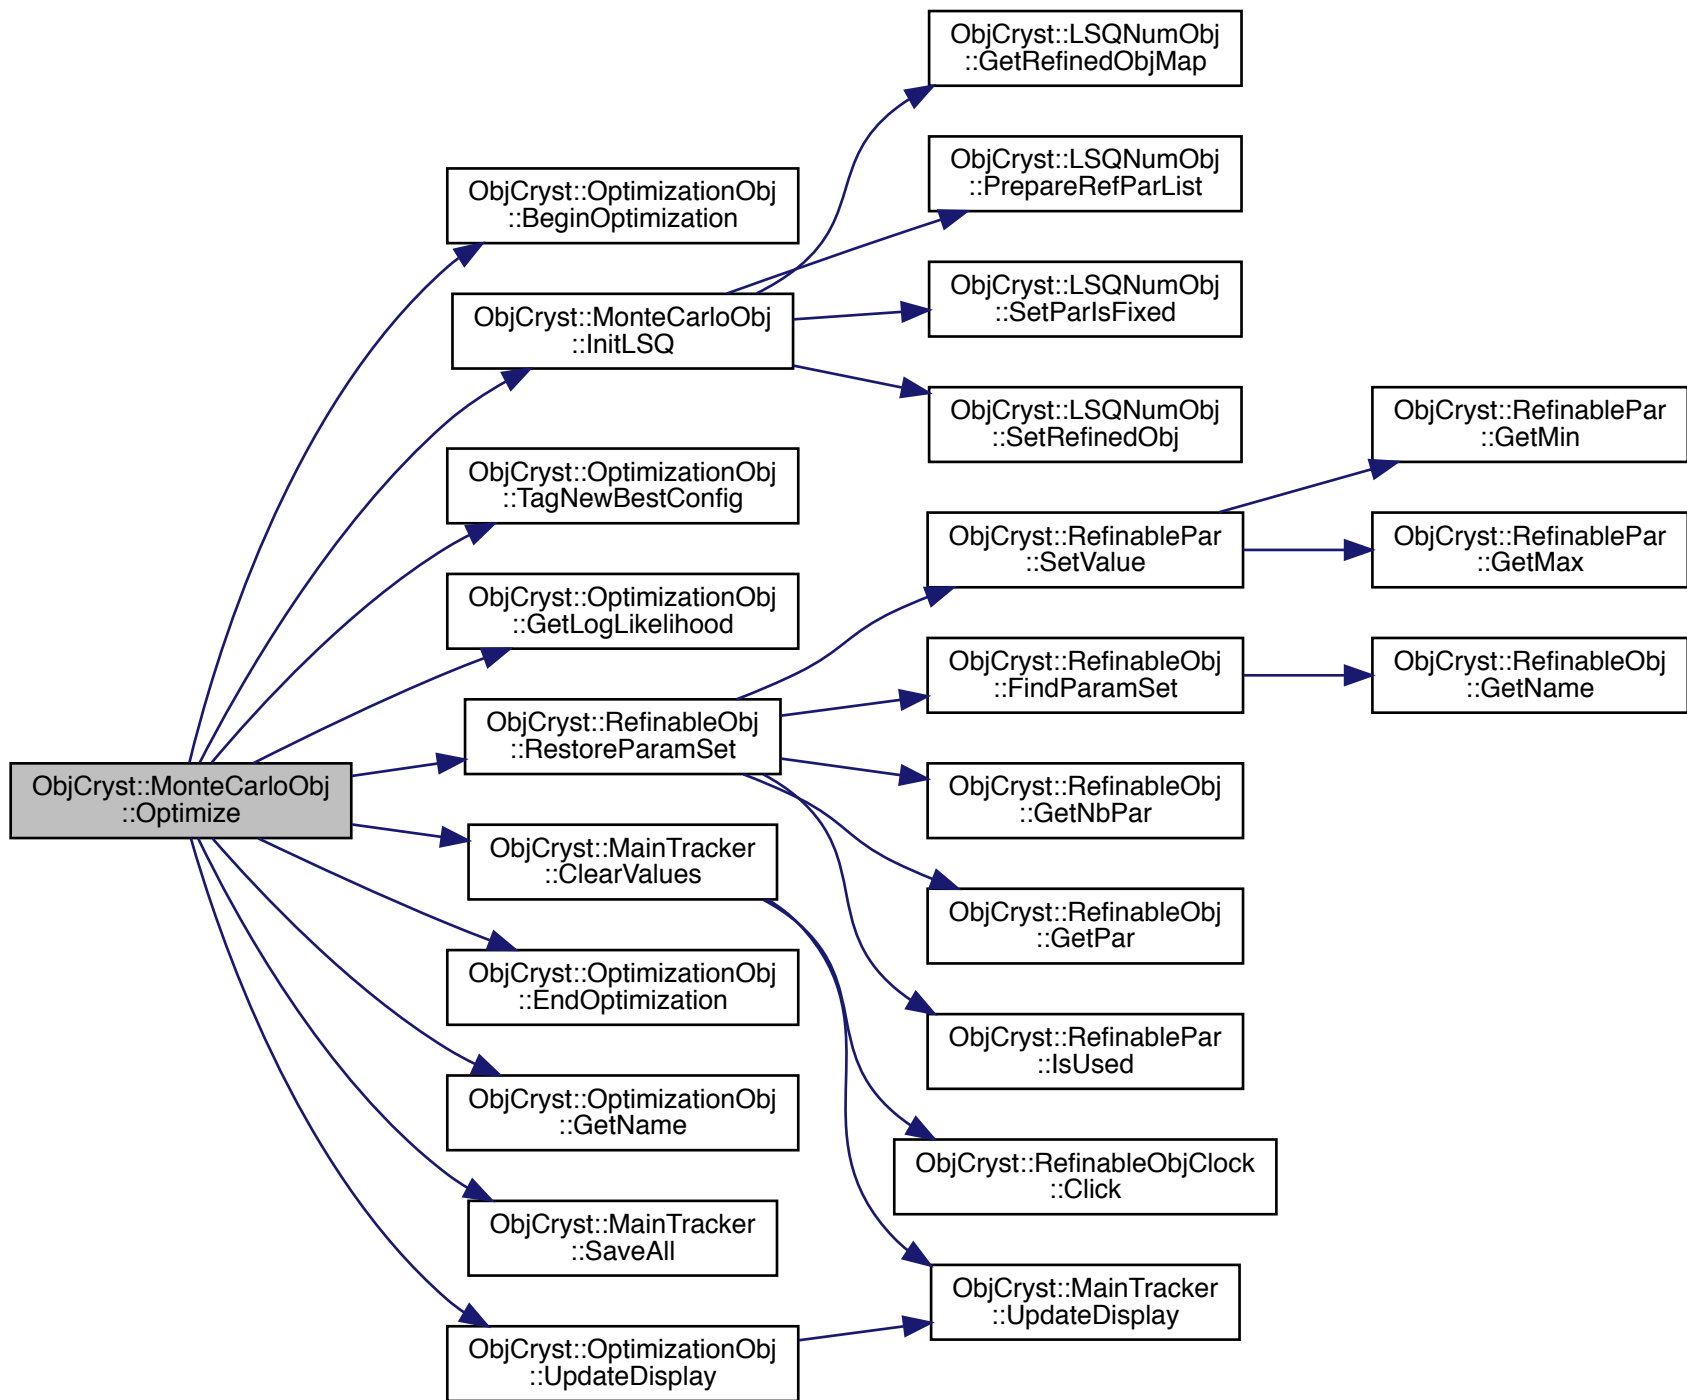 ObjCryst::MonteCarloObj
::Optimize
ObjCryst::OptimizationObj
::BeginOptimization
ObjCryst::MonteCarloObj
::InitLSQ
ObjCryst::OptimizationObj
::TagNewBestConfig
ObjCryst::OptimizationObj
::GetLogLikelihood
ObjCryst::RefinableObj
::RestoreParamSet
ObjCryst::MainTracker
::ClearValues
ObjCryst::OptimizationObj
::EndOptimization
ObjCryst::OptimizationObj
::GetName
ObjCryst::MainTracker
::SaveAll
ObjCryst::OptimizationObj
::UpdateDisplay
ObjCryst::LSQNumObj
::GetRefinedObjMap
ObjCryst::LSQNumObj
::PrepareRefParList
ObjCryst::LSQNumObj
::SetParIsFixed
ObjCryst::LSQNumObj
::SetRefinedObj
ObjCryst::RefinablePar
::SetValue
ObjCryst::RefinableObj
::FindParamSet
ObjCryst::RefinableObj
::GetNbPar
ObjCryst::RefinableObj
::GetPar
ObjCryst::RefinablePar
::IsUsed
ObjCryst::RefinableObjClock
::Click
ObjCryst::MainTracker
::UpdateDisplay
ObjCryst::RefinablePar
::GetMin
ObjCryst::RefinablePar
::GetMax
ObjCryst::RefinableObj
::GetName